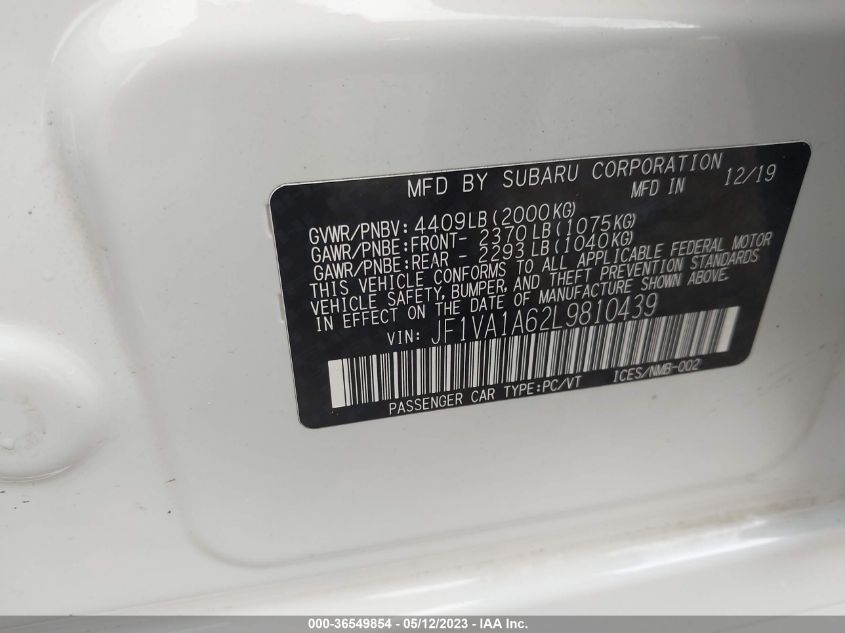 MFD BY SUBARU CORPORATION
MFD IN 12/19
GVWR/PNBV: 4409LB(2000KG)
GAWR/PNBE:FRONT- 2370LB(1075KG)
GAWR/PNBE:REAR - 2293LB(1040KG)
THIS VEHICLE CONFORMS TO ALL APPLICABLE FEDERAL MOTOR
VEHICLE SAFETY, BUMPER, AND THEFT PREVENTION STANDARDS
IN EFFECT ON THE DATE OF MANUFACTURE SHOWN ABOVE.
VIN: JF1VA1A62L9810439
PASSENGER CAR TYPE:PC/VT ICES/NMB-002
000-36549854 - 05/12/2023 - IAA Inc.